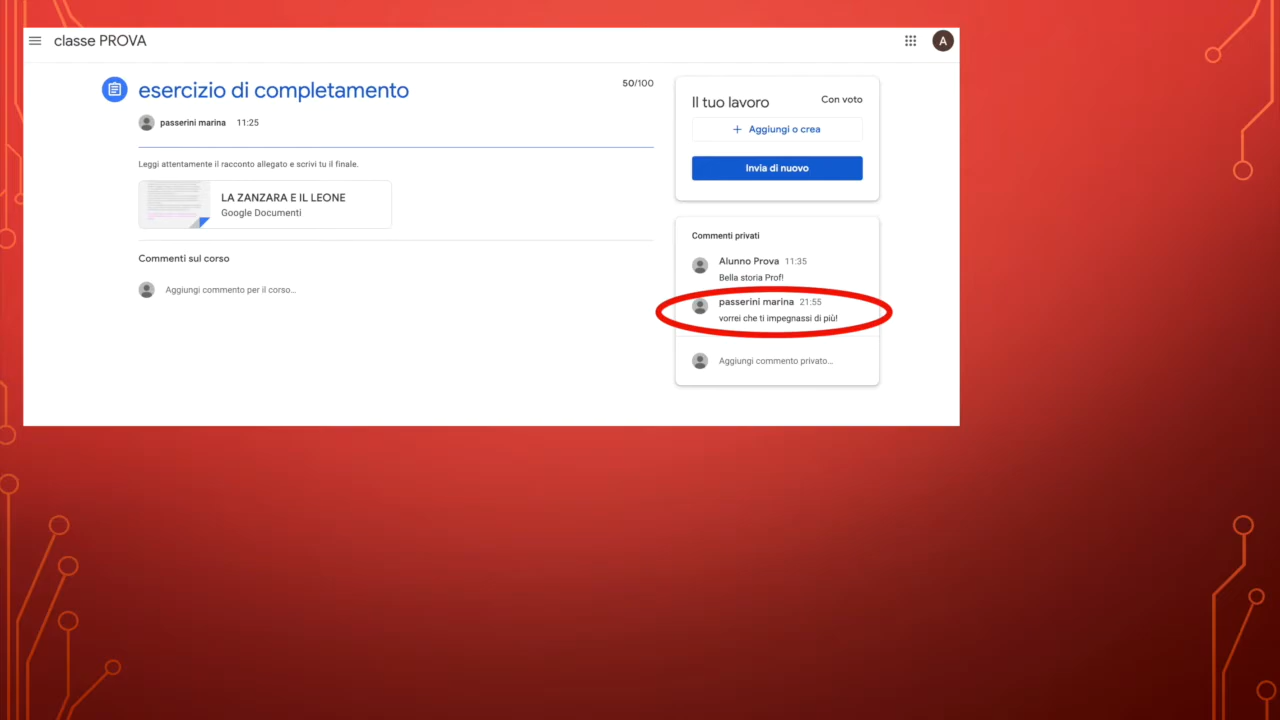 classe PROVA
A
esercizio di completamento
50/100
passerini marina 11:25
Leggi attentamente il racconto allegato e scrivi tu il finale.
LA ZANZARA E IL LEONE
Google Documenti
Commenti sul corso
Aggiungi commento per il corso...
Il tuo lavoro
Con voto
+ Aggiungi o crea
Invia di nuovo
Commenti privati
Alunno Prova 11:35
Bella storia Prof!
passerini marina 21:55
vorrei che ti impegnassi di più!
Aggiungi commento privato...